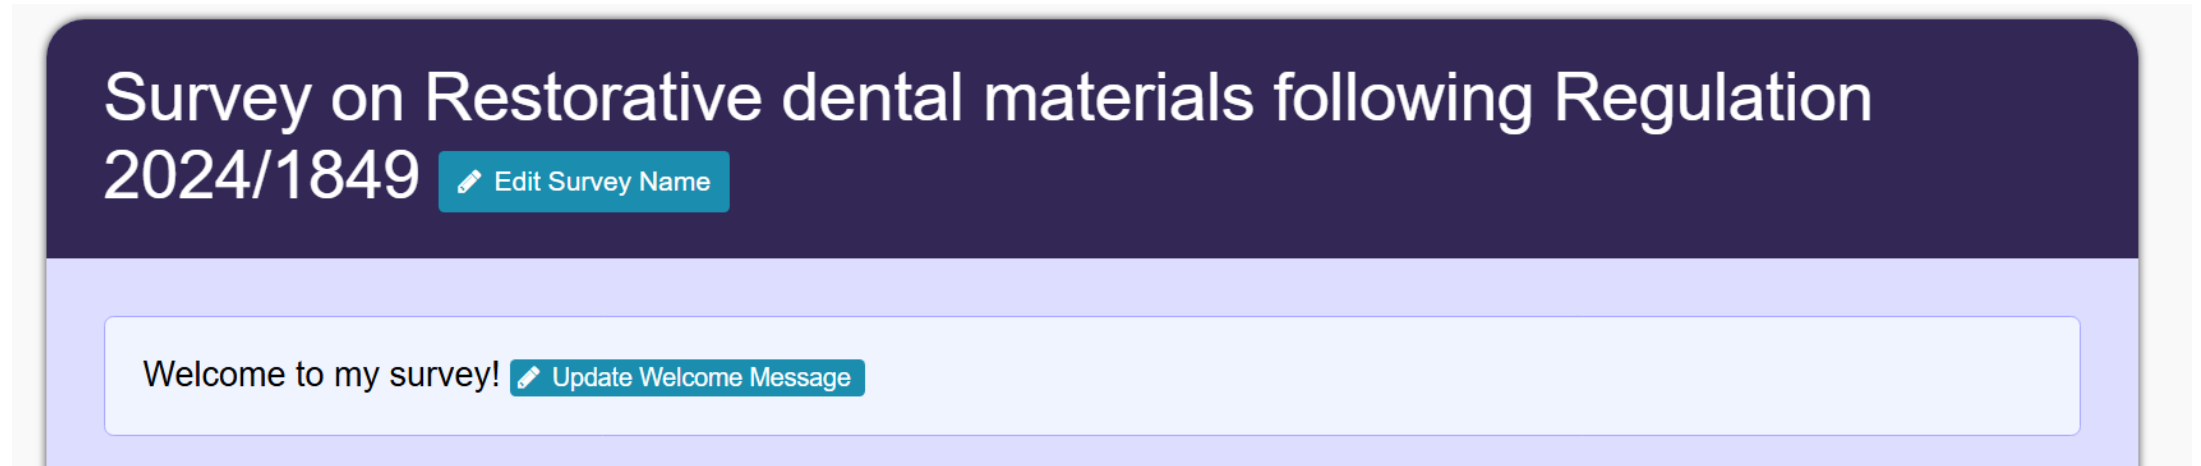 Survey on Restorative dental materials following Regulation
2024/1849 Edit Survey Name
Welcome to my survey! Update Welcome Message